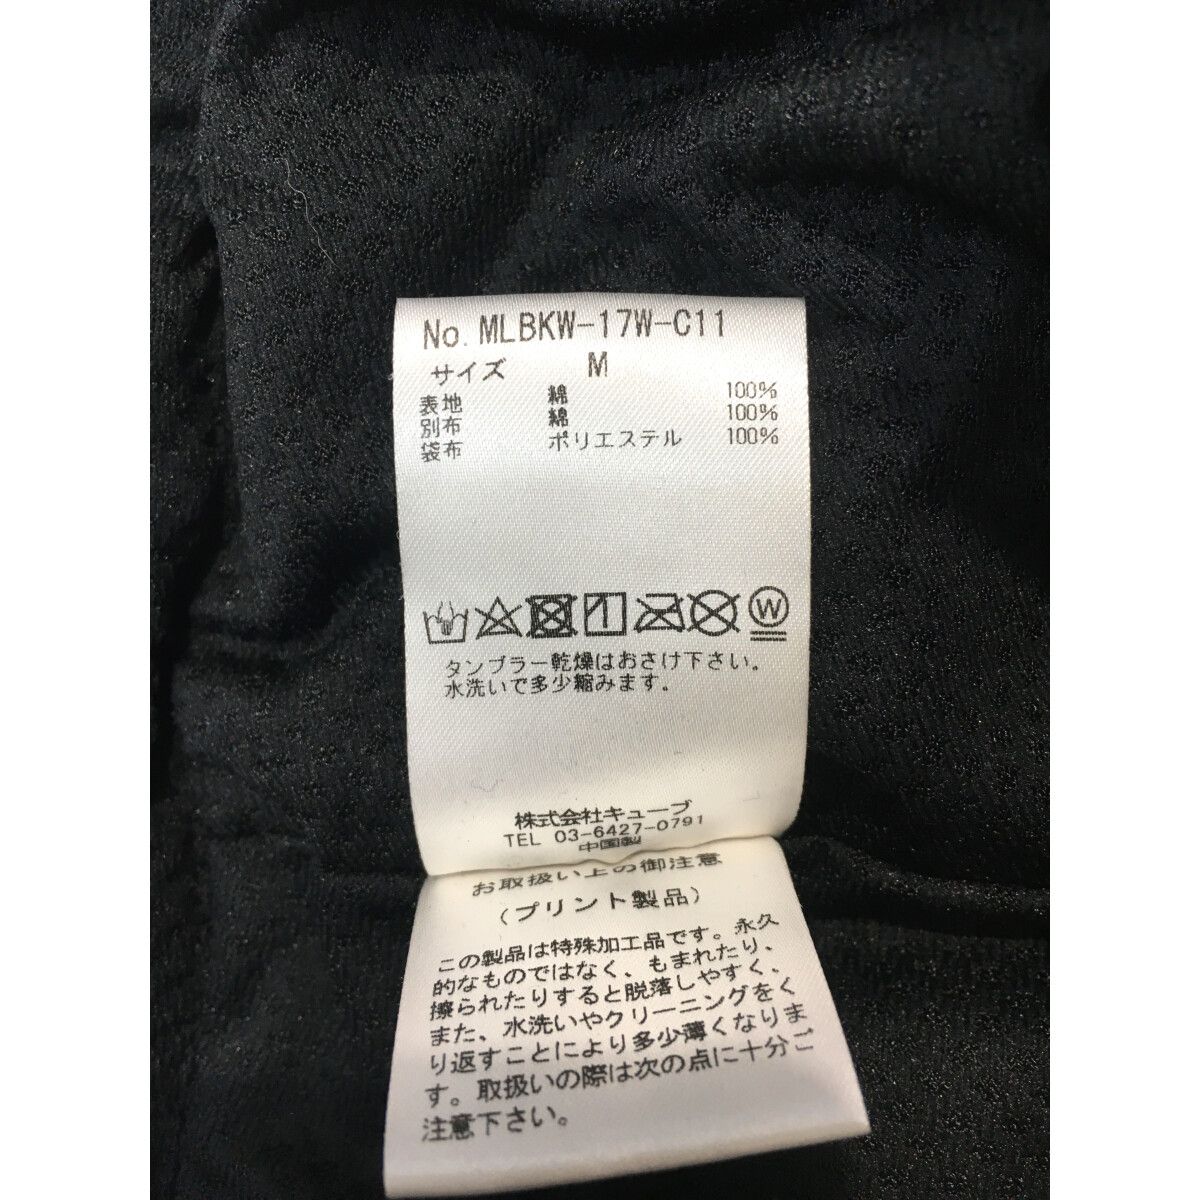 No. MLBKW-17W-C11
サイズ M
表地 綿 100%
別布 綿 100%
袋布 ポリエステル 100%
W
タンブラー乾燥はおさけ下さい。
水洗いで多少縮みます。
株式会社キューブ
TEL 03-6427-0791
中国製
お取扱い上の御注意
(プリント製品)
この製品は特殊加工品です。永久
的なものではなく、もまれたり、
擦られたりすると脱落しやすく、
また、水洗いやクリーニングをく
り返すことにより多少薄くなりま
す。取扱いの際は次の点に十分ご
注意下さい。